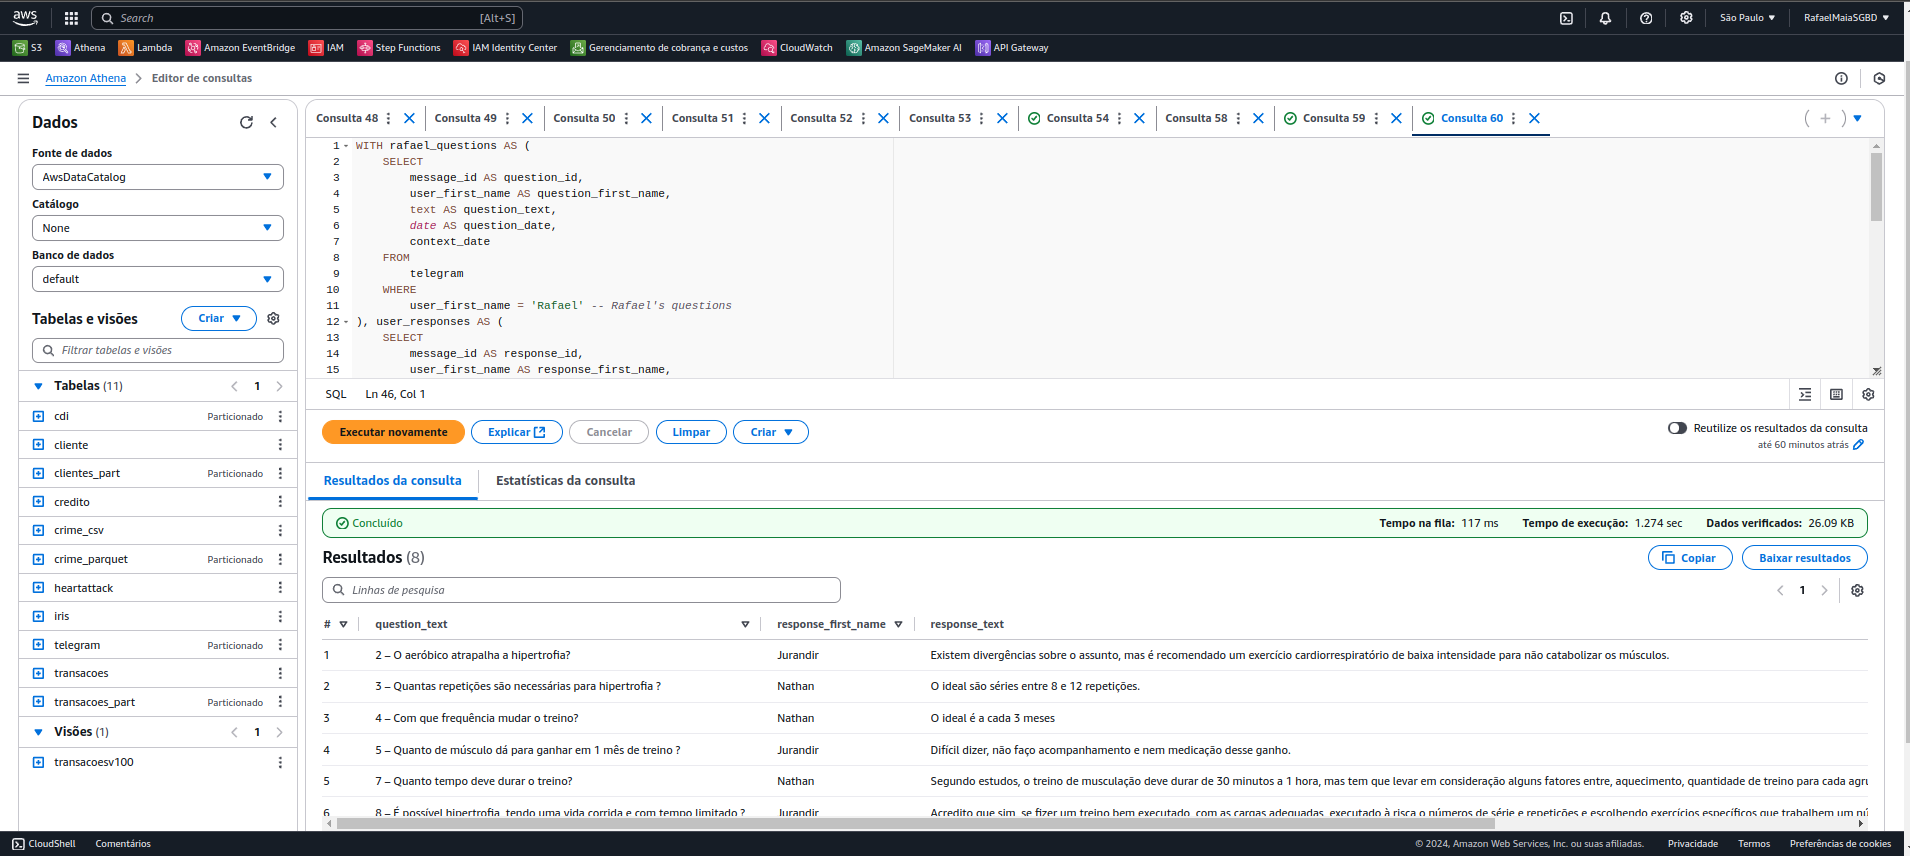 aws
Search [Alt+S]
São Paulo
RafaelMaiaSGBD
S3 Athena Lambda Amazon EventBridge IAM Step Functions IAM Identity Center Gerenciamento de cobrança e custos CloudWatch Amazon SageMaker AI API Gateway
Amazon Athena > Editor de consultas
Dados
Fonte de dados
AwsDataCatalog
Catálogo
None
Banco de dados
default
Tabelas e visões
Criar
Filtrar tabelas e visões
Tabelas (11) 1
cdi Particionado
cliente
clientes_part Particionado
credito
crime_csv
crime_parquet Particionado
heartattack
iris
telegram Particionado
transacoes
transacoes_part Particionado
Visões (1) 1
transacoesv100
Consulta 48 Consulta 49 Consulta 50 Consulta 51 Consulta 52 Consulta 53 Consulta 54 Consulta 58 Consulta 59 Consulta 60
1 WITH rafael_questions AS (
2 SELECT
3 message_id AS question_id,
4 user_first_name AS question_first_name,
5 text AS question_text,
6 date AS question_date,
7 context_date
8 FROM
9 telegram
10 WHERE
11 user_first_name = 'Rafael' -- Rafael's questions
12 ), user_responses AS (
13 SELECT
14 message_id AS response_id,
15 user_first_name AS response_first_name,
SQL Ln 46, Col 1
Executar novamente Explicar Cancelar Limpar Criar
Reutilize os resultados da consulta
até 60 minutos atrás
Resultados da consulta Estatísticas da consulta
Concluído Tempo na fila: 117 ms Tempo de execução: 1.274 sec Dados verificados: 26.09 KB
Resultados (8) Copiar Baixar resultados
Linhas de pesquisa 1
# question_text response_first_name response_text
1 2 – O aeróbico atrapalha a hipertrofia? Jurandir Existem divergências sobre o assunto, mas é recomendado um exercício cardiorrespiratório de baixa intensidade para não catabolizar os músculos.
2 3 – Quantas repetições são necessárias para hipertrofia ? Nathan O ideal são séries entre 8 e 12 repetições.
3 4 – Com que frequência mudar o treino? Nathan O ideal é a cada 3 meses
4 5 – Quanto de músculo dá para ganhar em 1 mês de treino ? Jurandir Difícil dizer, não faço acompanhamento e nem medicação desse ganho.
5 7 – Quanto tempo deve durar o treino? Nathan Segundo estudos, o treino de musculação deve durar de 30 minutos a 1 hora, mas tem que levar em consideração alguns fatores entre, aquecimento, quantidade de treino para cada agru
6 8 – É possível hipertrofia, tendo uma vida corrida e com tempo limitado ? Jurandir Acredito que sim, se fizer um treino bem executado, com as cargas adequadas, executado à risca o números de série e repetições e escolhendo exercícios específicos que trabalhem um nú
CloudShell Comentários © 2024, Amazon Web Services, Inc. ou suas afiliadas. Privacidade Termos Preferências de cookies